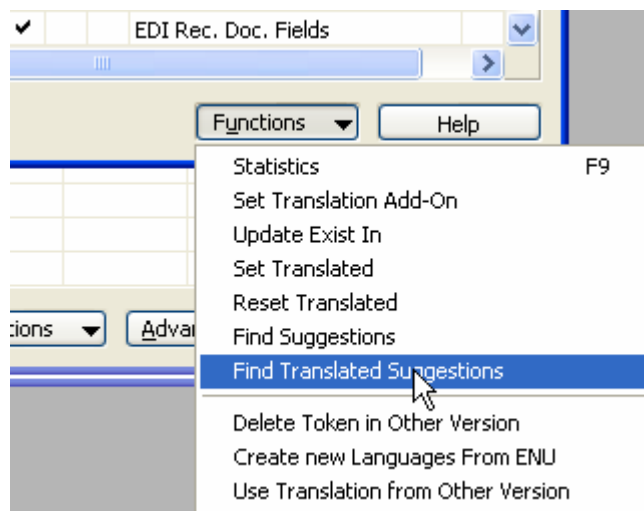 EDI Rec. Doc. Fields
Functions
Help
Statistics F9
Set Translation Add-On
Update Exist In
Set Translated
Reset Translated
Find Suggestions
tions
Advar
Find Translated Suggestions
Delete Token in Other Version
Create new Languages From ENU
Use Translation from Other Version